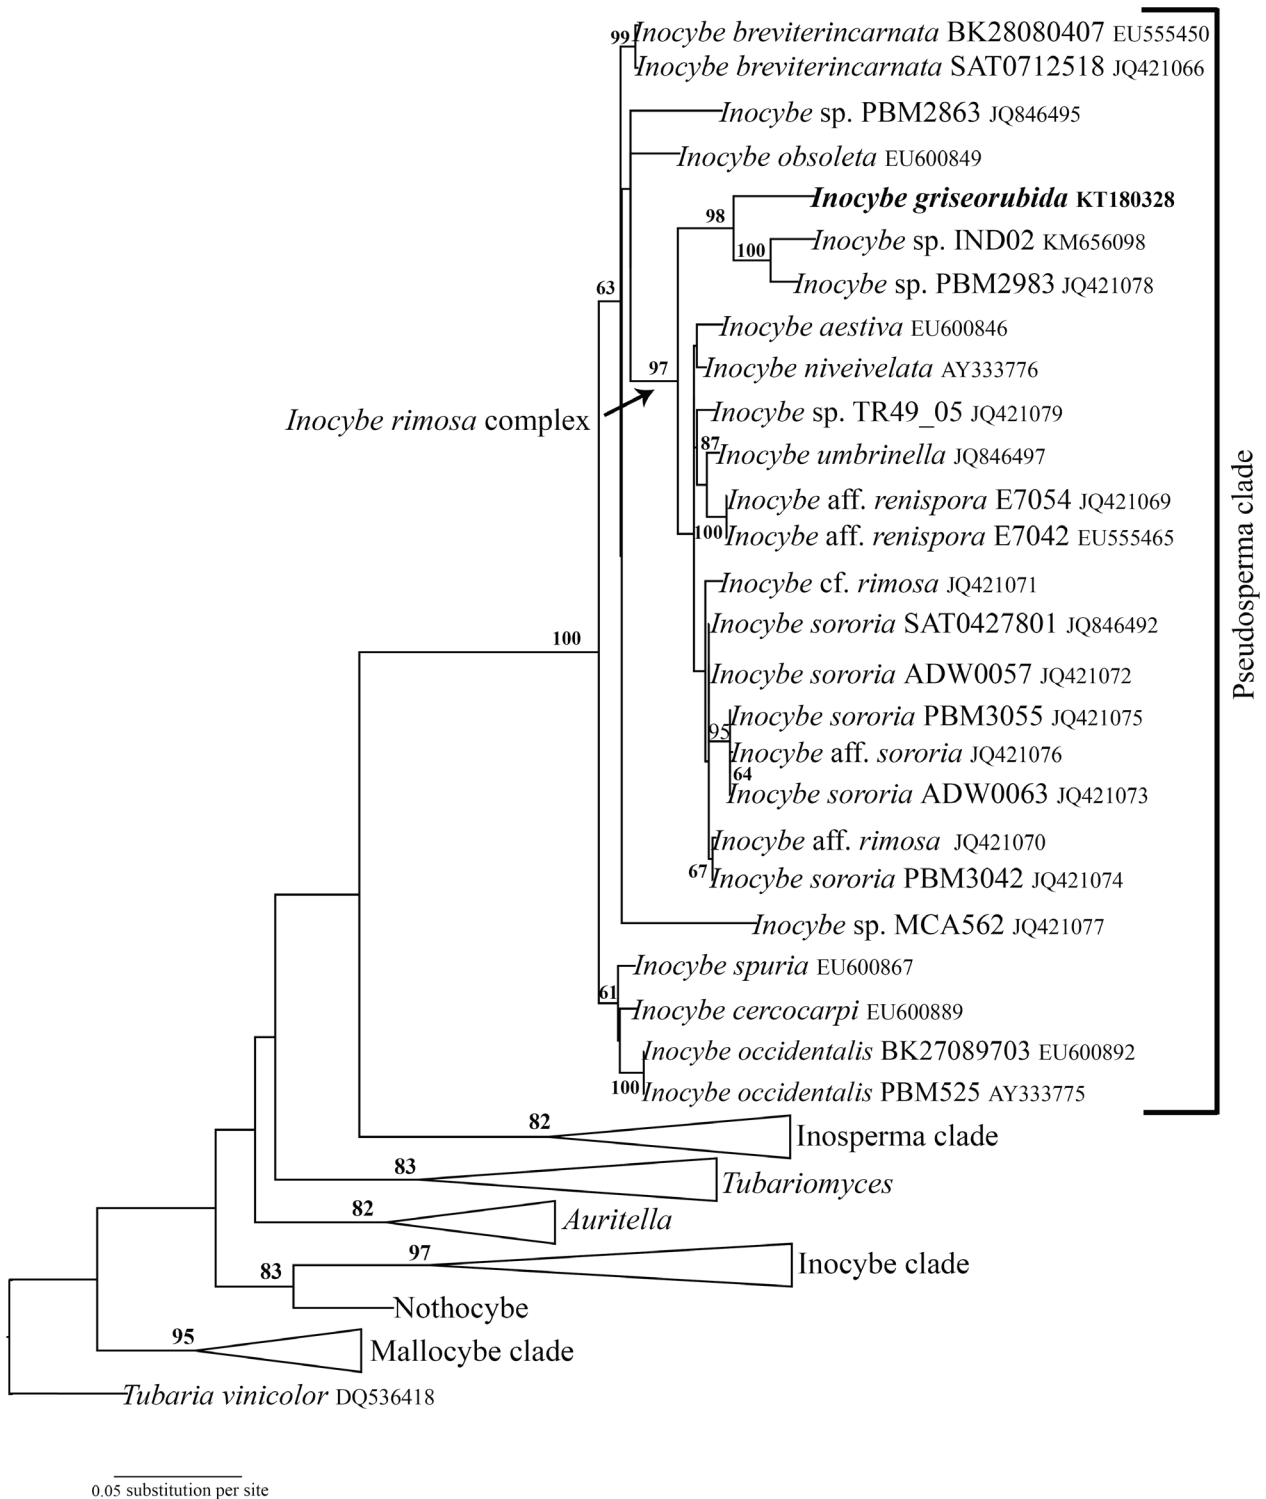 99 Inocybe breviterincarnata BK28080407 EU555450
Inocybe breviterincarnata SAT0712518 JQ421066
Inocybe sp. PBM2863 JQ846495
Inocybe obsoleta EU600849
Inocybe griseorubida KT180328
98
Inocybe sp. IND02 KM656098
100
Inocybe sp. PBM2983 JQ421078
63
Inocybe aestiva EU600846
Inocybe niveivelata AY333776
97
Inocybe sp. TR49_05 JQ421079
Inocybe rimosa complex
87
Inocybe umbrinella JQ846497
Inocybe aff. renispora E7054 JQ421069
100 Inocybe aff. renispora E7042 EU555465
Inocybe cf. rimosa JQ421071
Pseudosperma clade
Inocybe sororia SAT0427801 JQ846492
100
Inocybe sororia ADW0057 JQ421072
Inocybe sororia PBM3055 JQ421075
95
Inocybe aff. sororia JQ421076
64
Inocybe sororia ADW0063 JQ421073
Inocybe aff. rimosa JQ421070
67 Inocybe sororia PBM3042 JQ421074
Inocybe sp. MCA562 JQ421077
Inocybe spuria EU600867
61
Inocybe cercocarpi EU600889
Inocybe occidentalis BK27089703 EU600892
100 Inocybe occidentalis PBM525 AY333775
82
Inosperma clade
83
Tubariomyces
82
Auritella
97
Inocybe clade
83
Nothocybe
95
Mallocybe clade
Tubaria vinicolor DQ536418
0.05 substitution per site